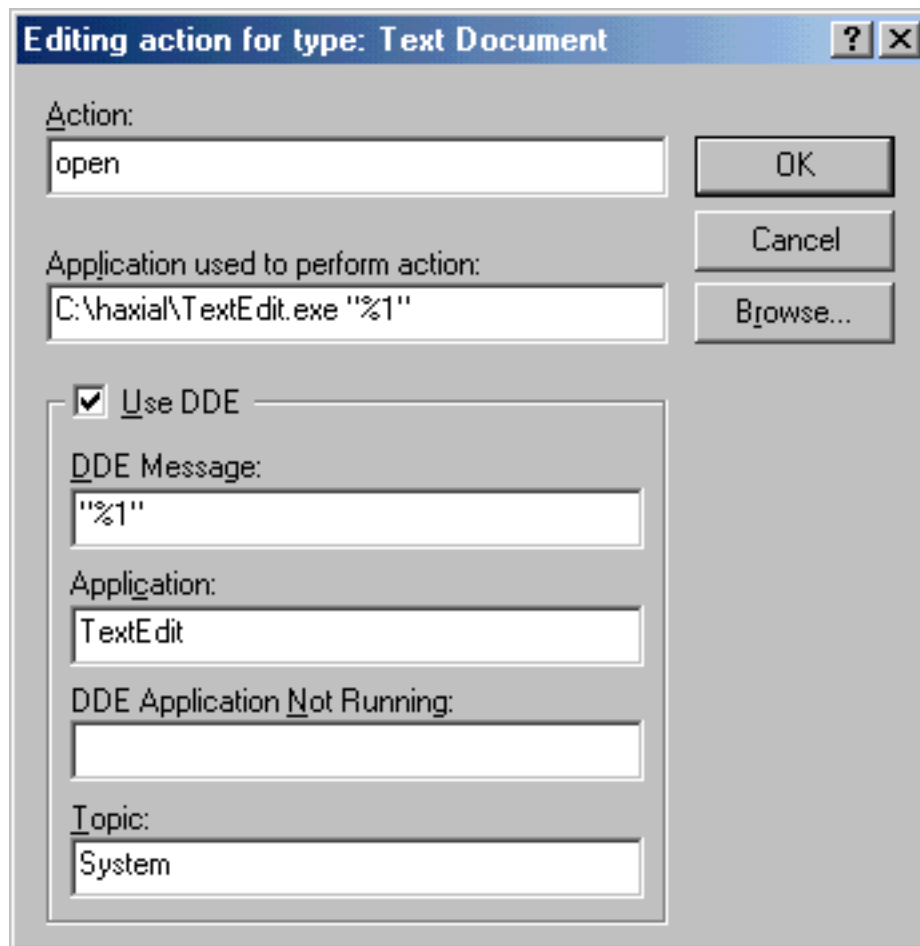 Editing action for type: Text Document
?
Action:
open
OK
Cancel
Application used to perform action:
C:\haxial\TextEdit.exe "%1"
Browse...
Use DDE
DDE Message:
"%1"
Application:
TextEdit
DDE Application Not Running:
Topic:
System